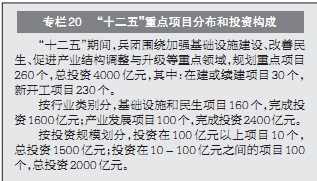 专栏20 “十二五”重点项目分布和投资构成
“十二五”期间,兵团围绕加强基础设施建设、改善民
生、促进产业结构调整与升级等重点领域,规划重点项目
260个,总投资4000亿元,其中:在建或续建项目30个,
新开工项目230个。
按行业类别分,基础设施和民生项目160个,完成投
资1600亿元;产业发展项目100个,完成投资2400亿元。
按投资规模划分,投资在100亿元以上项目10个,
总投资1500亿元;投资在10-100亿元之间的项目100
个,总投资2000亿元。